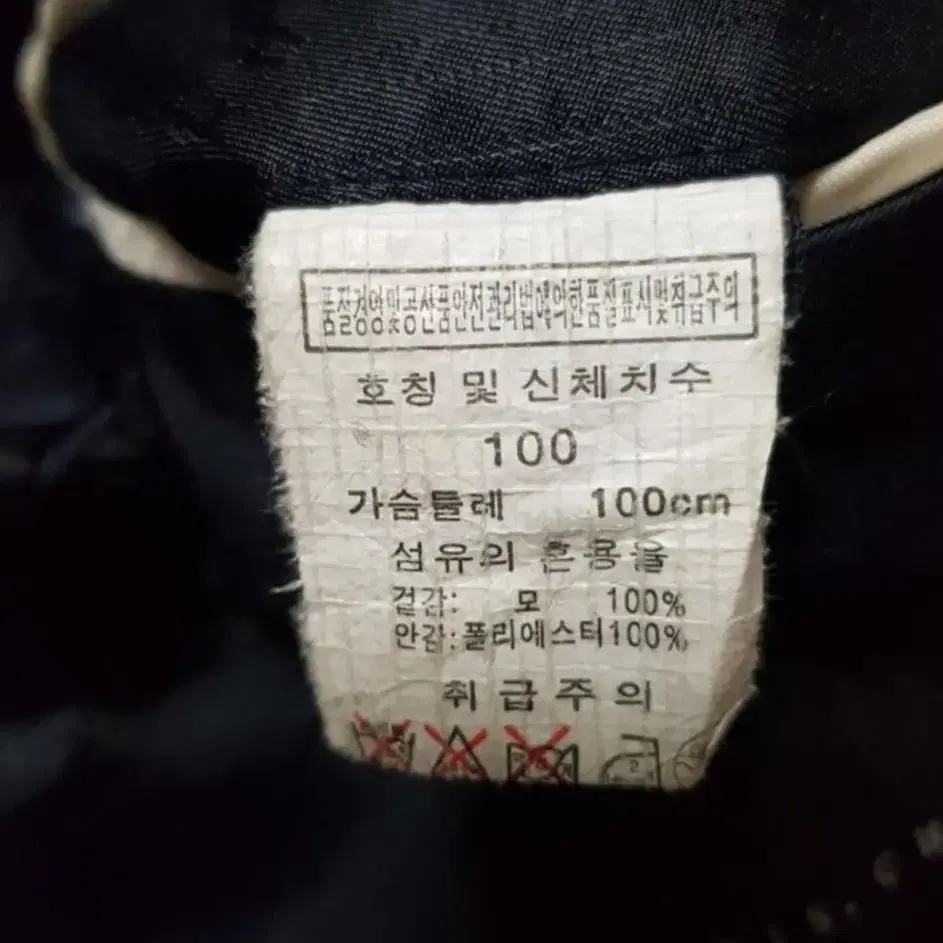 품질경영및공산품안전관리법에의한품질표시및취급주의
호칭 및 신체치수
100
가슴둘레 100cm
섬유의 혼용율
겉감: 모 100%
안감:폴리에스터100%
취급주의